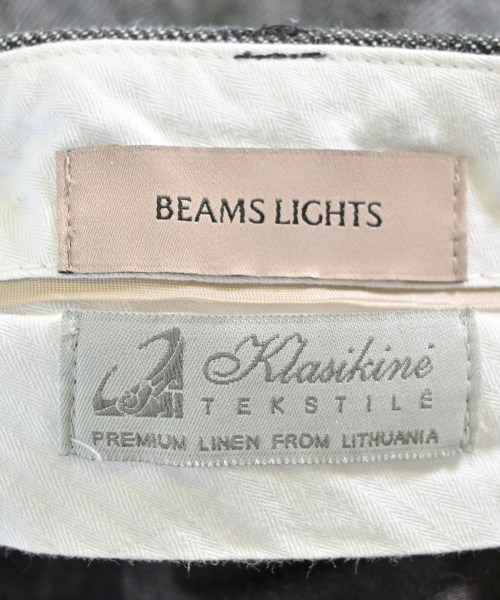 BEAMS LIGHTS
Klasikinė
TEKSTILĖ
PREMIUM LINEN FROM LITHUANIA